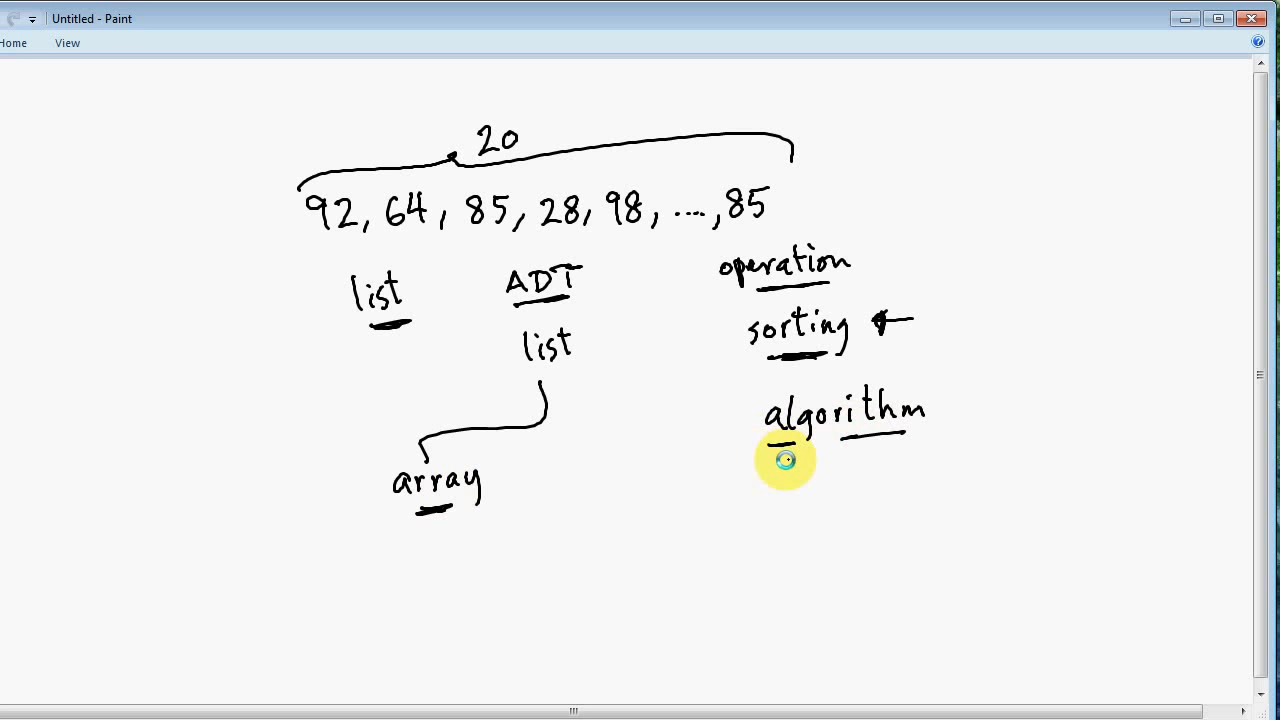 Untitled - Paint
Home View
20
92, 64, 85, 28, 98, ...., 85
list ADT operation
list sorting
algorithm
array